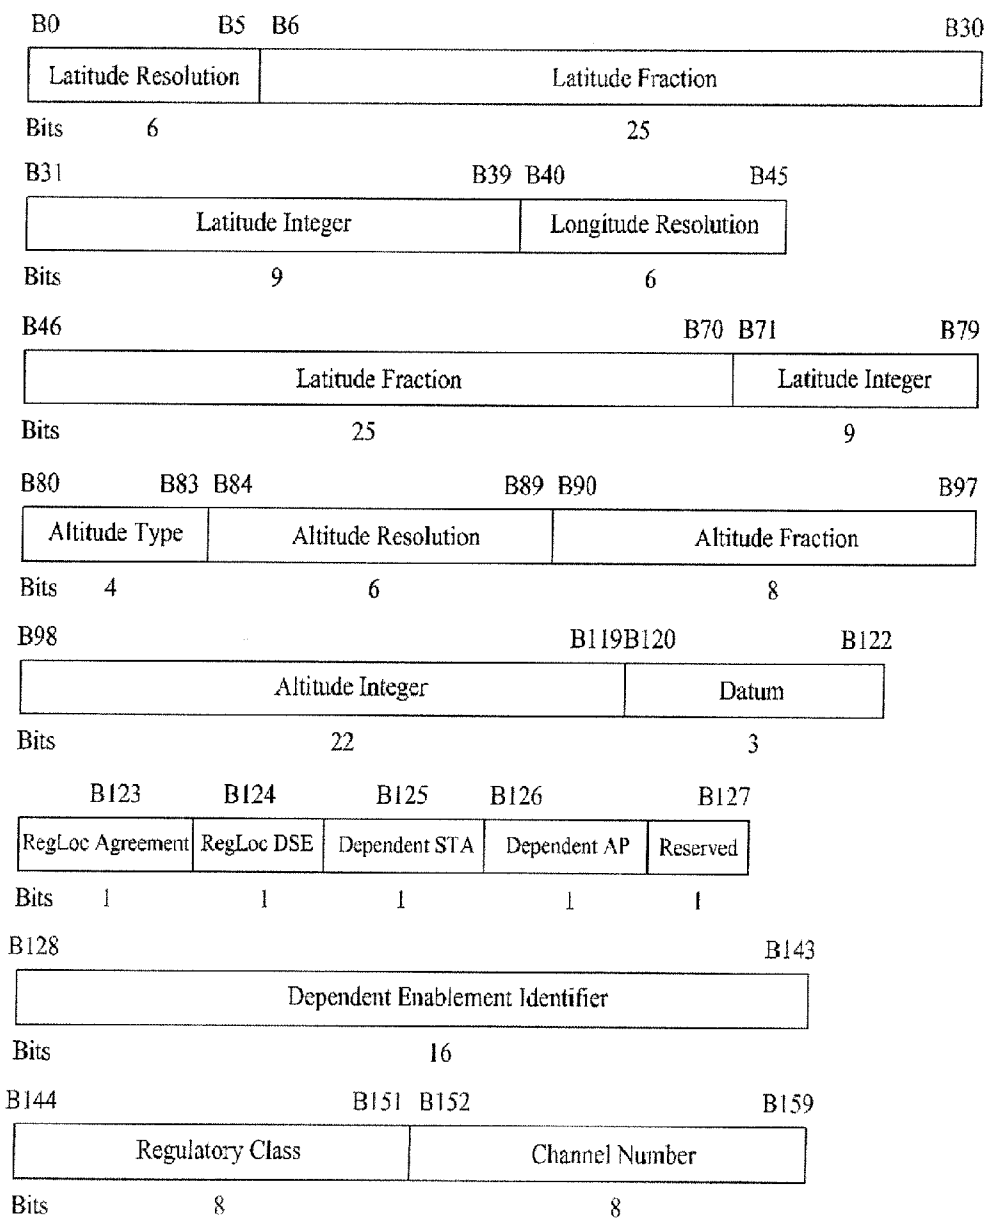 B0 B5 B6 B30
Latitude Resolution Latitude Fraction
Bits 6 25
B31 B39 B40 B45
Latitude Integer Longitude Resolution
Bits 9 6
B46 B70 B71 B79
Latitude Fraction Latitude Integer
Bits 25 9
B80 B83 B84 B89 B90 B97
Altitude Type Altitude Resolution Altitude Fraction
Bits 4 6 8
B98 B119B120 B122
Altitude Integer Datum
Bits 22 3
B123 B124 B125 B126 B127
RegLoc Agreement RegLoc DSE Dependent STA Dependent AP Reserved
Bits 1 1 1 1 1
B128 B143
Dependent Enablement Identifier
Bits 16
B144 B151 B152 B159
Regulatory Class Channel Number
Bits 8 8